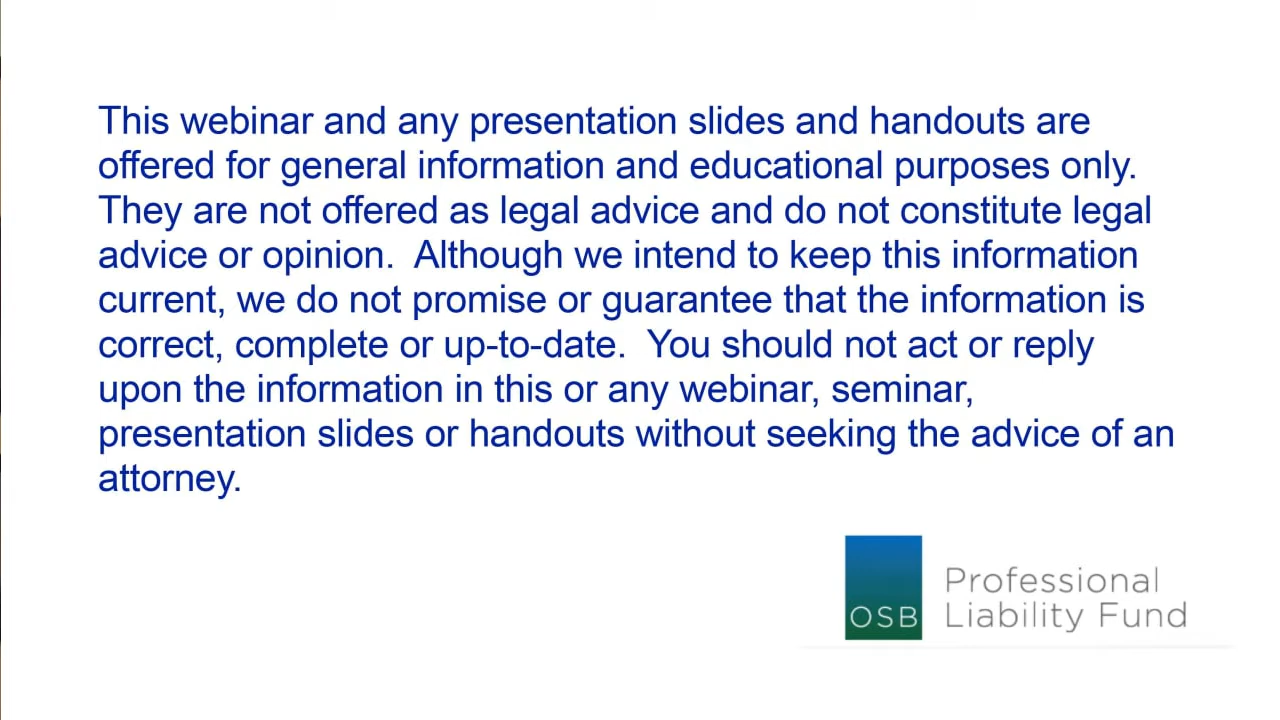 This webinar and any presentation slides and handouts are
offered for general information and educational purposes only.
They are not offered as legal advice and do not constitute legal
advice or opinion.  Although we intend to keep this information
current, we do not promise or guarantee that the information is
correct, complete or up-to-date.  You should not act or reply
upon the information in this or any webinar, seminar,
presentation slides or handouts without seeking the advice of an
attorney.
OSB
Professional
Liability Fund